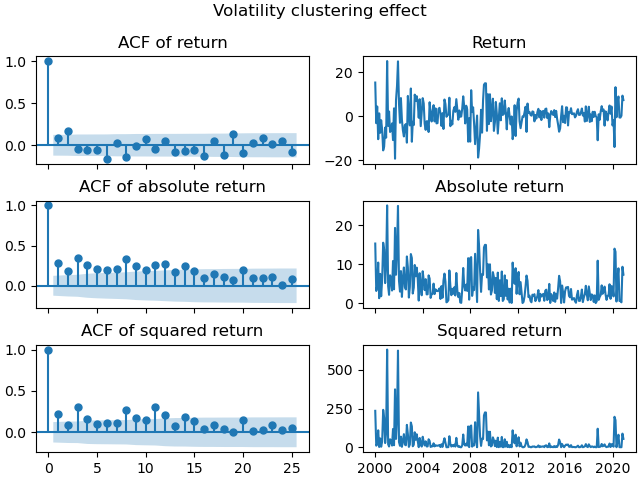 Volatility clustering effect
ACF of return
1.0
0.5
0.0
Return
20
0
−20
ACF of absolute return
1.0
0.5
0.0
Absolute return
20
10
0
ACF of squared return
1.0
0.5
0.0
0 5 10 15 20 25
Squared return
500
250
0
2000 2004 2008 2012 2016 2020